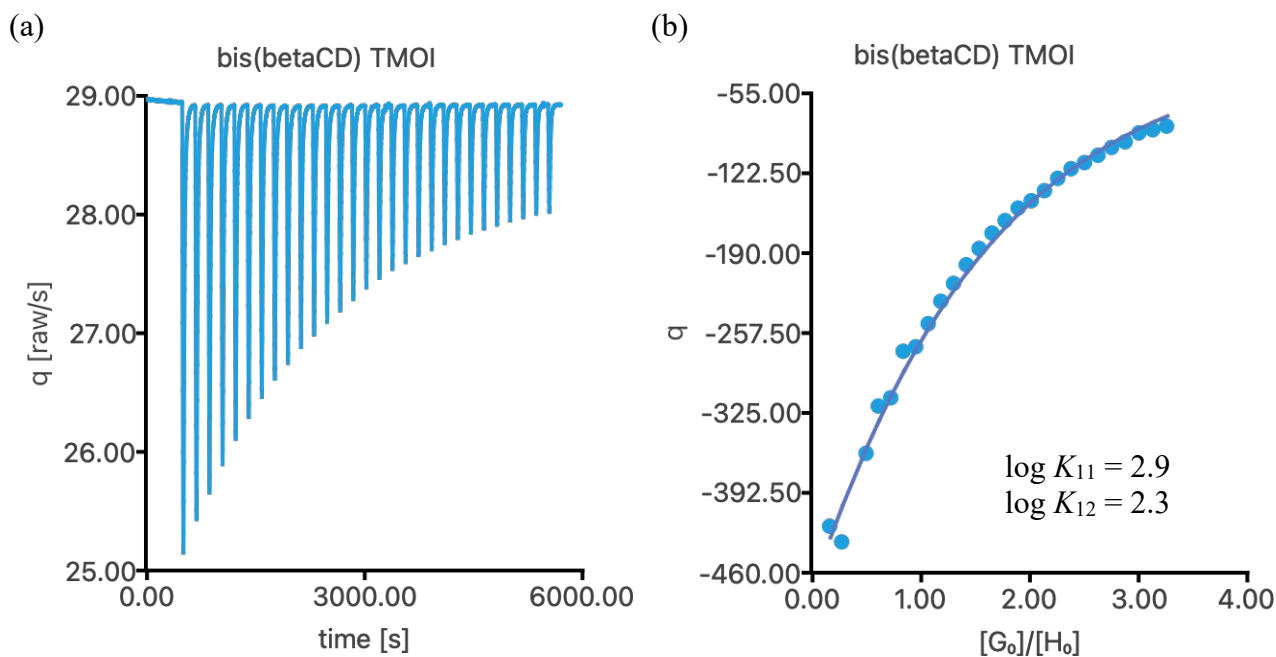 (a)
bis(betaCD) TMOI
29.00
28.00
27.00
26.00
25.00
q [raw/s]
0.00 3000.00 6000.00
time [s]
(b)
bis(betaCD) TMOI
-55.00
-122.50
-190.00
-257.50
-325.00
-392.50
-460.00
q
log K₁₁ = 2.9
log K₁₂ = 2.3
0.00 1.00 2.00 3.00 4.00
[G₀]/[H₀]